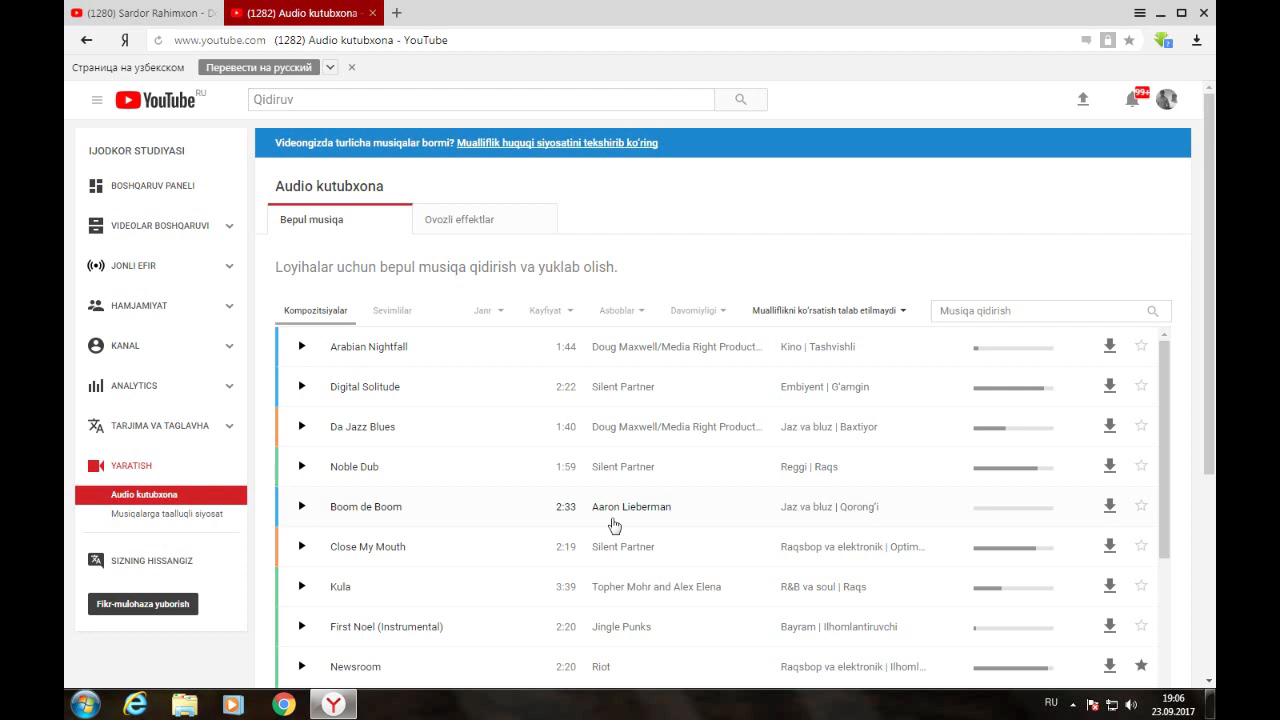 (1280) Sardor Rahimxon - D
(1282) Audio kutubxona -
Я
www.youtube.com (1282) Audio kutubxona - YouTube
Страница на узбекском Перевести на русский
YouTube RU
Qidiruv
99+
IJODKOR STUDIYASI
BOSHQARUV PANELI
VIDEOLAR BOSHQARUVI
JONLI EFIR
HAMJAMIYAT
KANAL
ANALYTICS
TARJIMA VA TAGLAVHA
YARATISH
Audio kutubxona
Musiqalarga taalluqli siyosat
SIZNING HISSANGIZ
Fikr-mulohaza yuborish
Videongizda turlicha musiqalar bormi? Mualliflik huquqi siyosatini tekshirib ko‘ring
Audio kutubxona
Bepul musiqa Ovozli effektlar
Loyihalar uchun bepul musiqa qidirish va yuklab olish.
Kompozitsiyalar Sevimlilar Janr Kayfiyat Asboblar Davomiyligi Mualliflikni ko‘rsatish talab etilmaydi Musiqa qidirish
Arabian Nightfall 1:44 Doug Maxwell/Media Right Product... Kino | Tashvishli
Digital Solitude 2:22 Silent Partner Embiyent | G‘amgin
Da Jazz Blues 1:40 Doug Maxwell/Media Right Product... Jaz va bluz | Baxtiyor
Noble Dub 1:59 Silent Partner Reggi | Raqs
Boom de Boom 2:33 Aaron Lieberman Jaz va bluz | Qorong‘i
Close My Mouth 2:19 Silent Partner Raqsbop va elektronik | Optim...
Kula 3:39 Topher Mohr and Alex Elena R&B va soul | Raqs
First Noel (Instrumental) 2:20 Jingle Punks Bayram | Ilhomlantiruvchi
Newsroom 2:20 Riot Raqsbop va elektronik | Ilhoml...
RU
19:06
23.09.2017